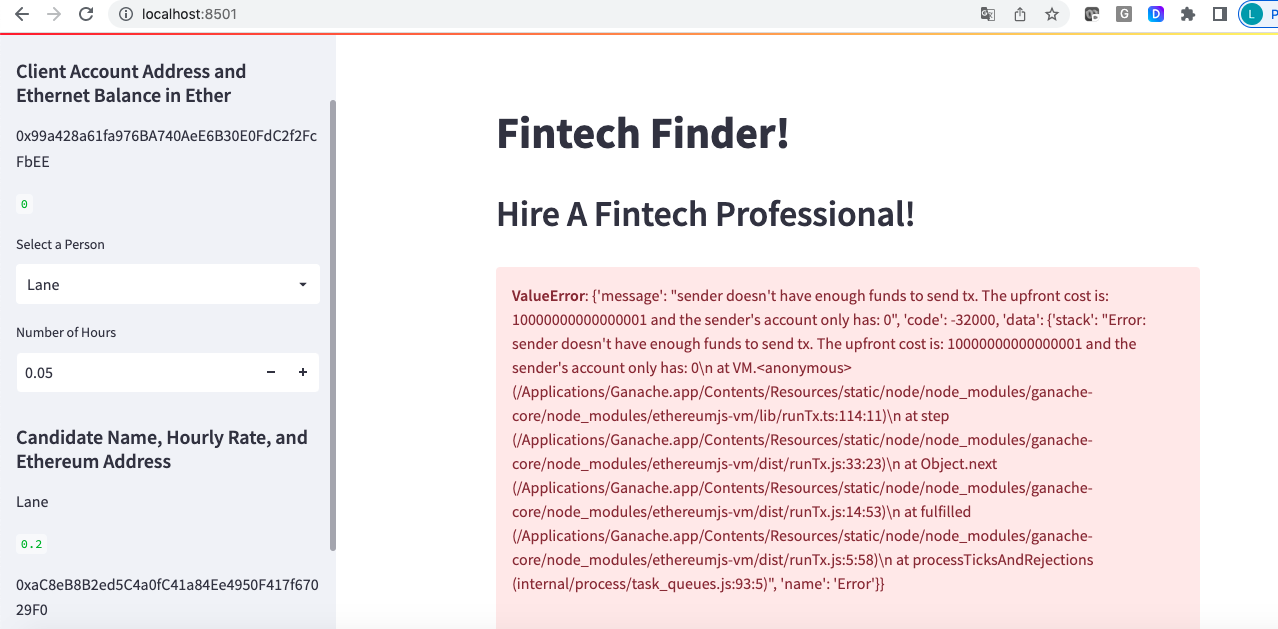 localhost:8501
G
D
L
P
Client Account Address and
Ethernet Balance in Ether
0x99a428a61fa976BA740AeE6B30E0FdC2f2Fc
FbEE
0
Select a Person
Lane
Number of Hours
0.05
Candidate Name, Hourly Rate, and
Ethereum Address
Lane
0.2
0xaC8eB8B2ed5C4a0fC41a84Ee4950F417f670
29F0
Fintech Finder!
Hire A Fintech Professional!
ValueError: {'message': "sender doesn't have enough funds to send tx. The upfront cost is:
10000000000000001 and the sender's account only has: 0", 'code': -32000, 'data': {'stack': "Error:
sender doesn't have enough funds to send tx. The upfront cost is: 10000000000000001 and the
sender's account only has: 0\n at VM.<anonymous>
(/Applications/Ganache.app/Contents/Resources/static/node/node_modules/ganache-
core/node_modules/ethereumjs-vm/lib/runTx.ts:114:11)\n at step
(/Applications/Ganache.app/Contents/Resources/static/node/node_modules/ganache-
core/node_modules/ethereumjs-vm/dist/runTx.js:33:23)\n at Object.next
(/Applications/Ganache.app/Contents/Resources/static/node/node_modules/ganache-
core/node_modules/ethereumjs-vm/dist/runTx.js:14:53)\n at fulfilled
(/Applications/Ganache.app/Contents/Resources/static/node/node_modules/ganache-
core/node_modules/ethereumjs-vm/dist/runTx.js:5:58)\n at processTicksAndRejections
(internal/process/task_queues.js:93:5)", 'name': 'Error'}}